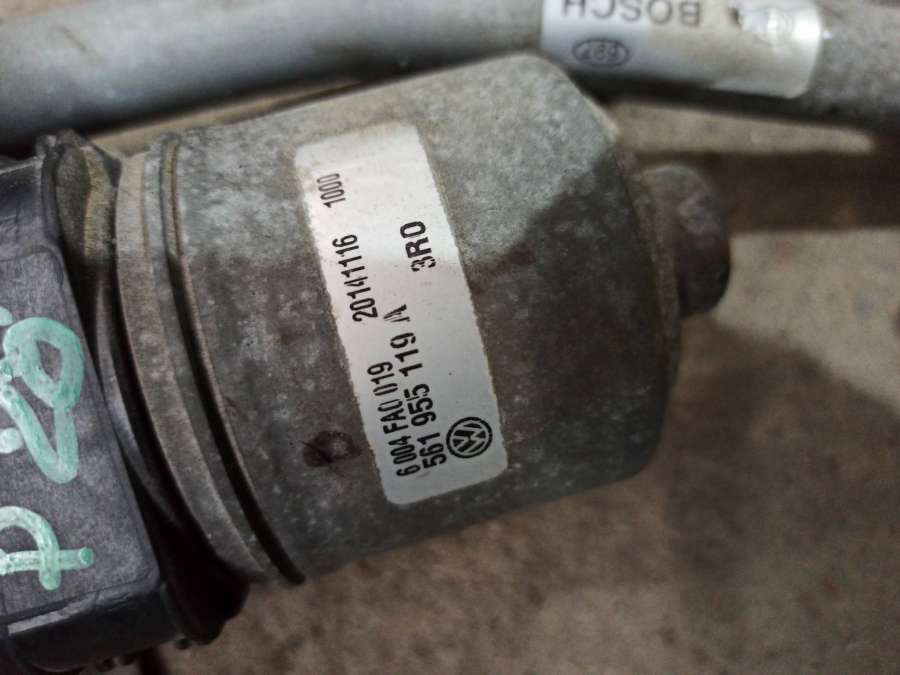 6 004 FA0 019 20141116 1000
561 955 119 A 3R0
BOSCH